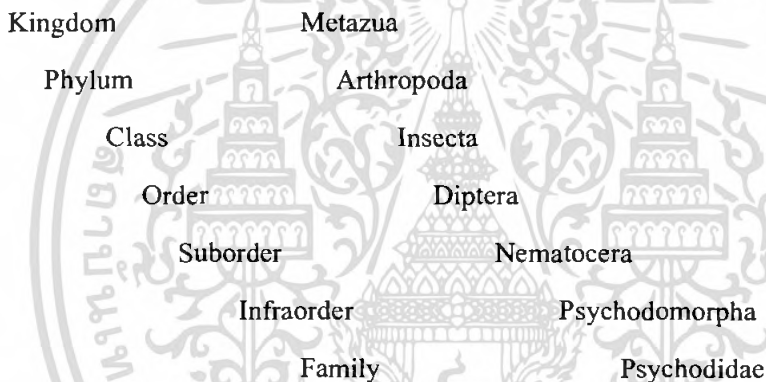 Kingdom Metazua
Phylum Arthropoda
Class Insecta
Order Diptera
Suborder Nematocera
Infraorder Psychodomorpha
Family Psychodidae